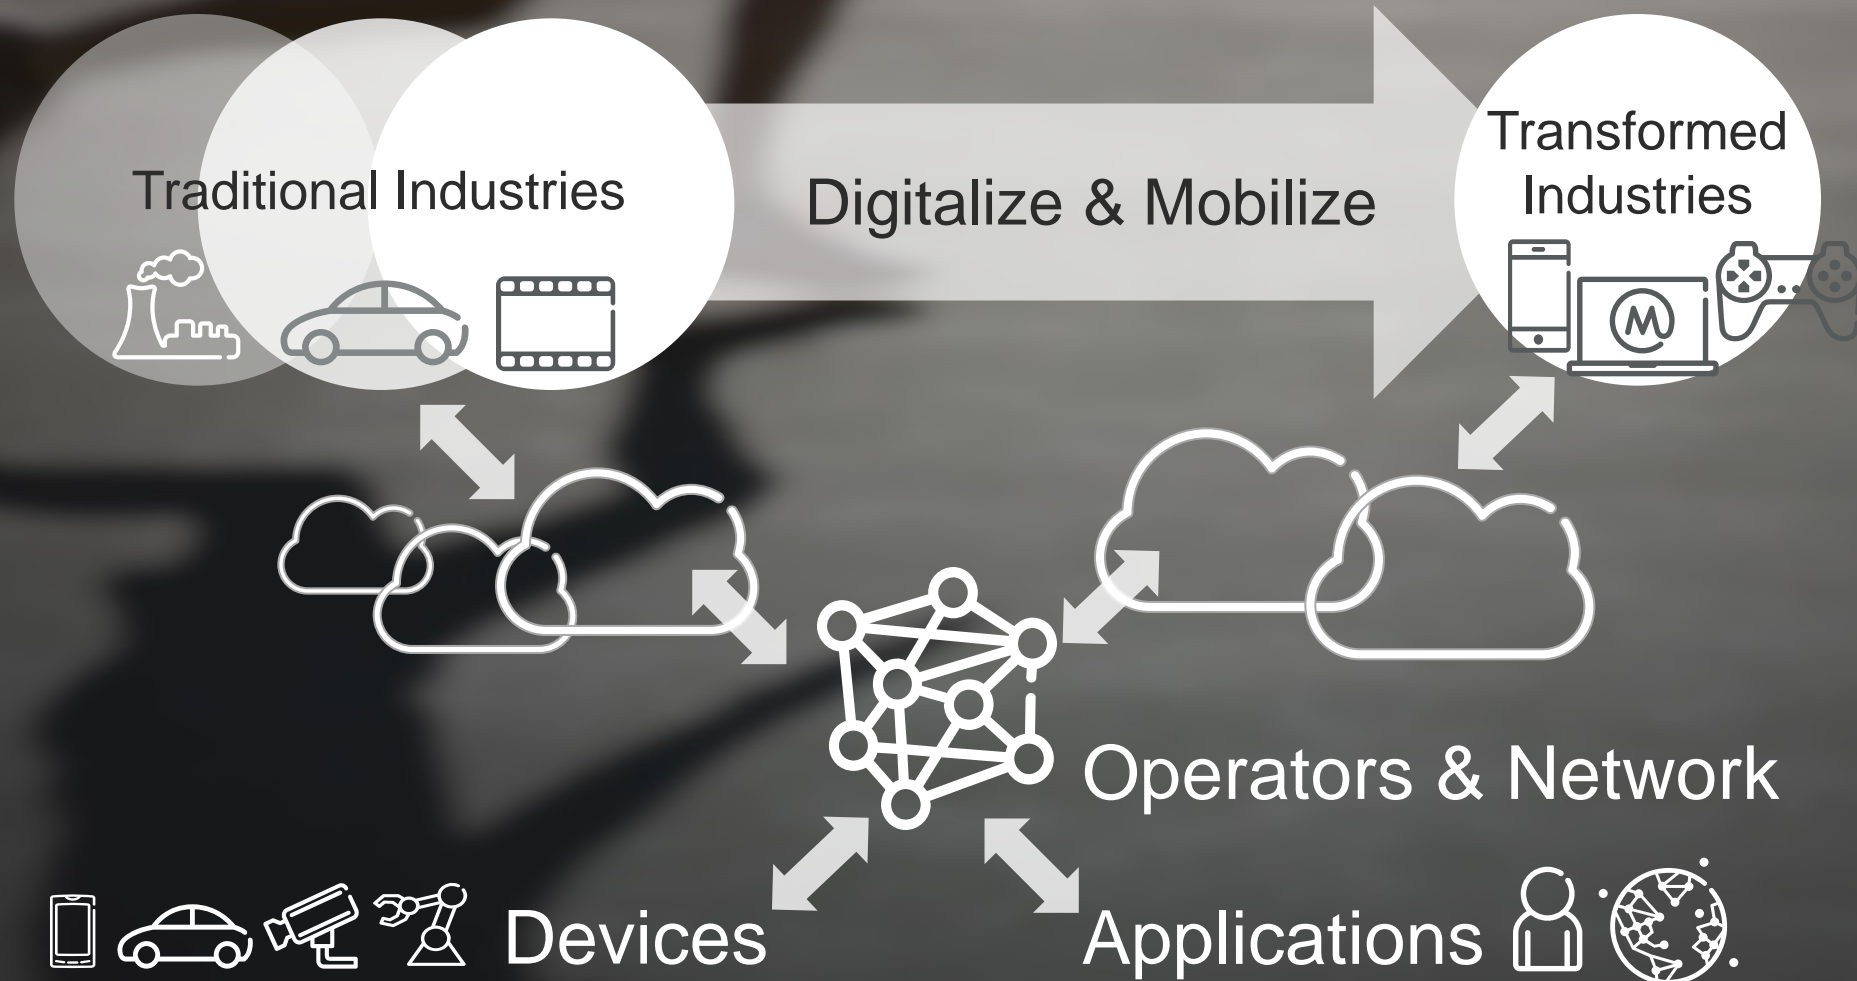 Traditional Industries
Digitalize & Mobilize
Transformed
Industries
Operators & Network
Devices
Applications